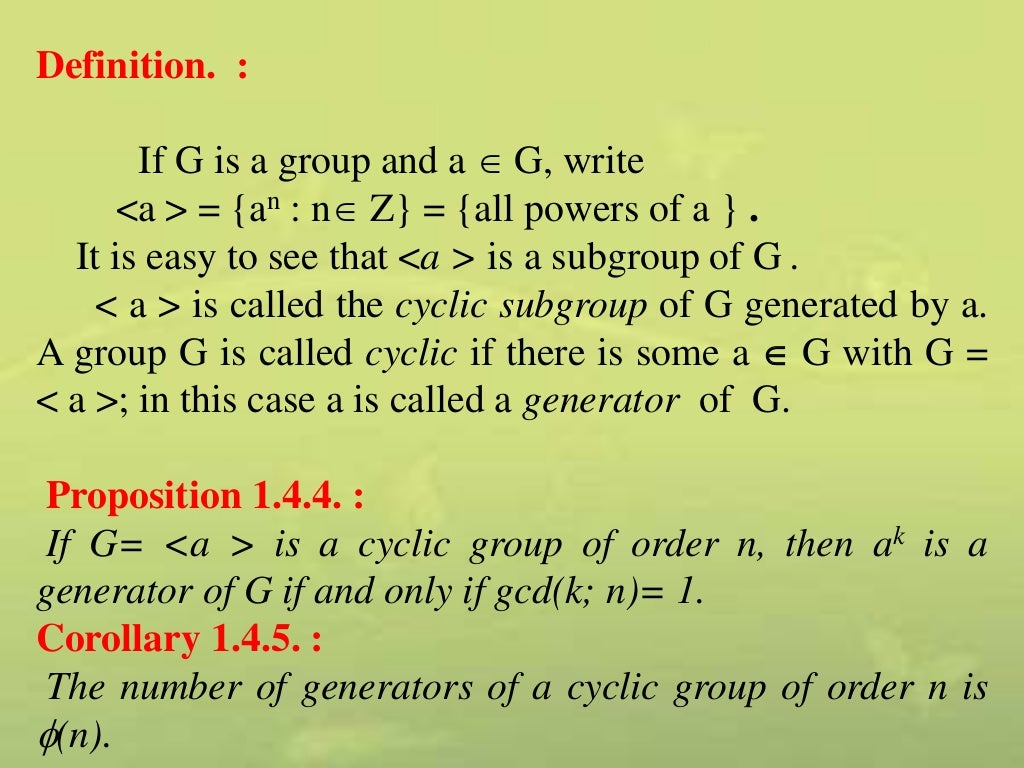 Definition. :
If G is a group and a ∈ G, write
<a > = {aⁿ : n∈ Z} = {all powers of a } .
It is easy to see that <a > is a subgroup of G .
< a > is called the cyclic subgroup of G generated by a.
A group G is called cyclic if there is some a ∈ G with G =
< a >; in this case a is called a generator of G.
Proposition 1.4.4. :
If G= <a > is a cyclic group of order n, then aᵏ is a
generator of G if and only if gcd(k; n)= 1.
Corollary 1.4.5. :
The number of generators of a cyclic group of order n is
ϕ(n).